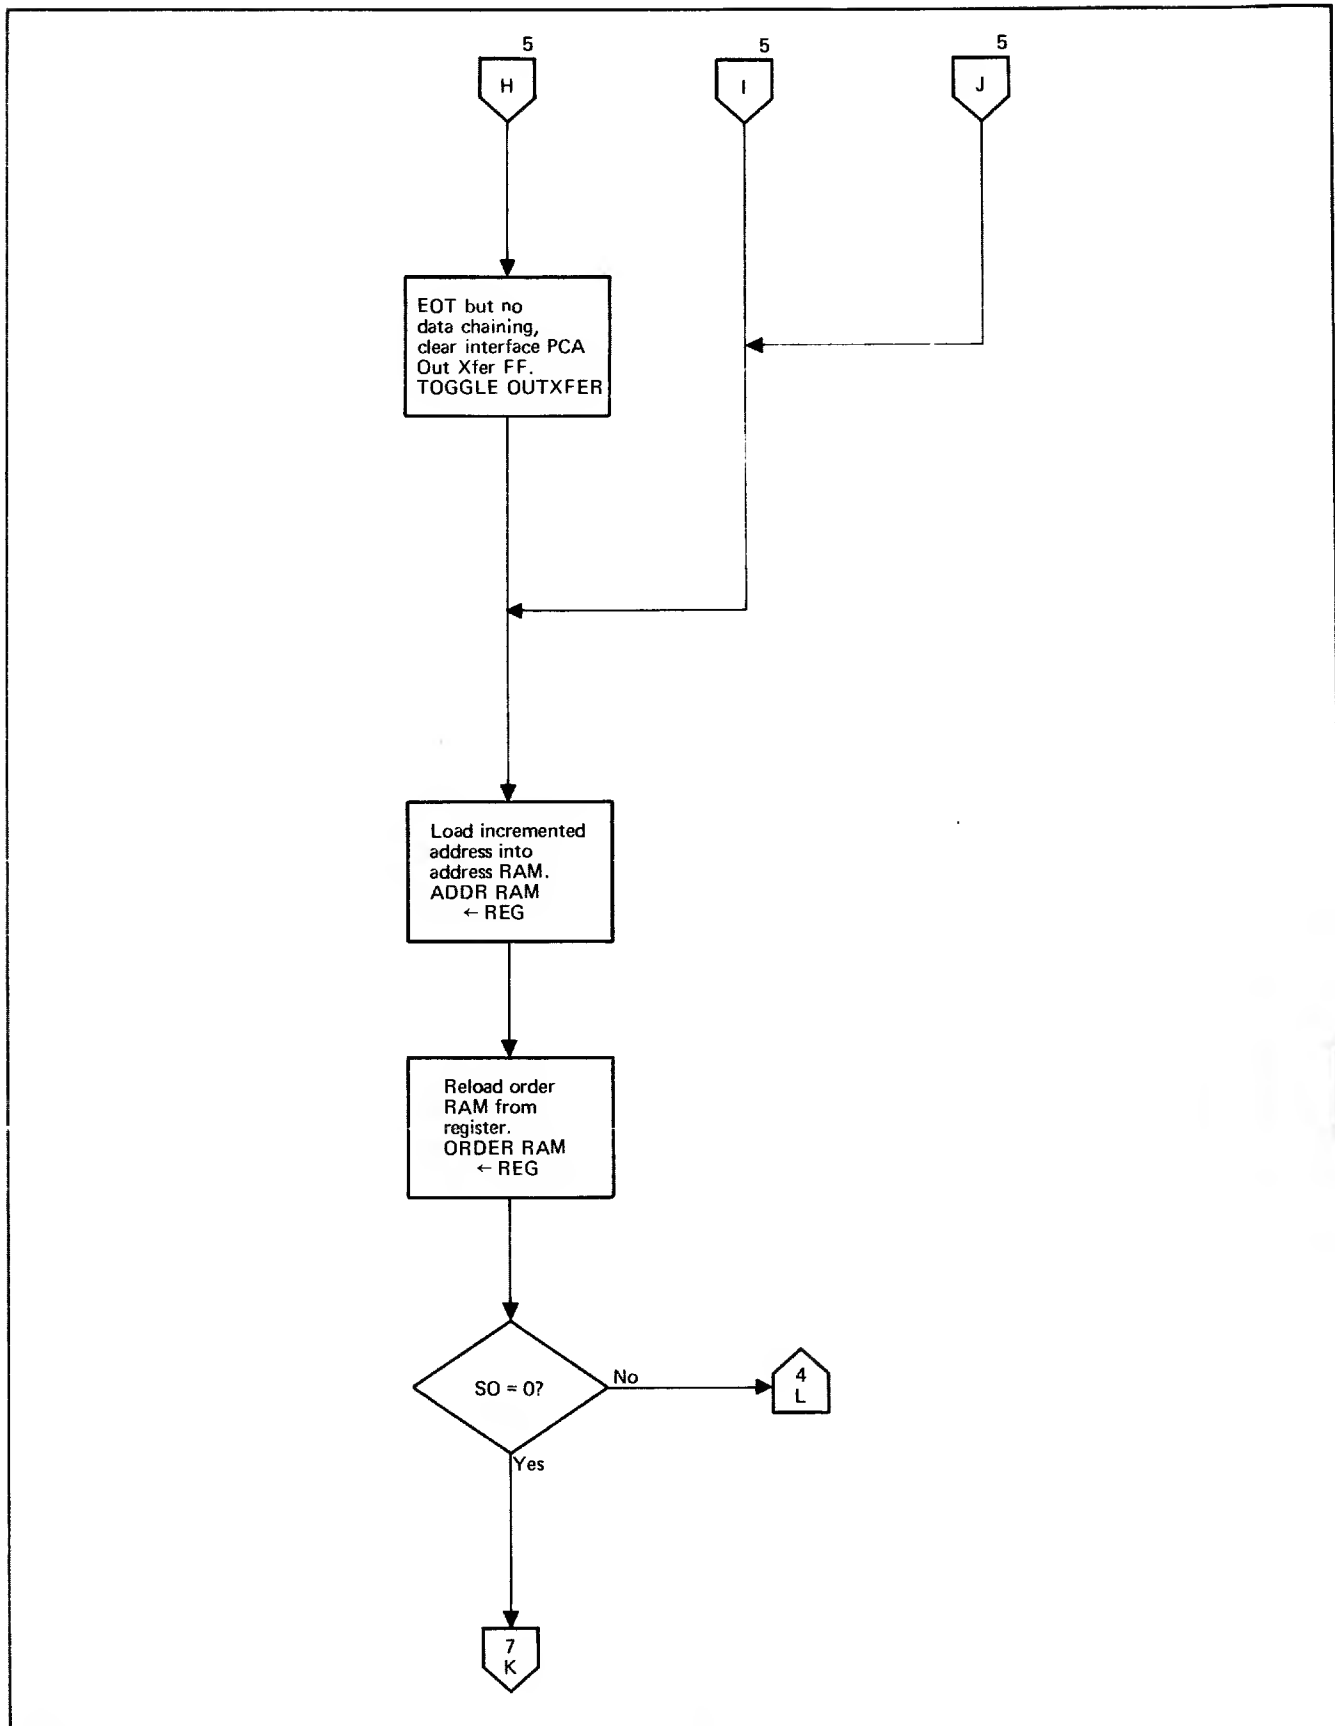 5
H
5
I
5
J
EOT but no
data chaining,
clear interface PCA
Out Xfer FF.
TOGGLE OUTXFER
Load incremented
address into
address RAM.
ADDR RAM
← REG
Reload order
RAM from
register.
ORDER RAM
← REG
SO = 0?
No
4
L
Yes
7
K